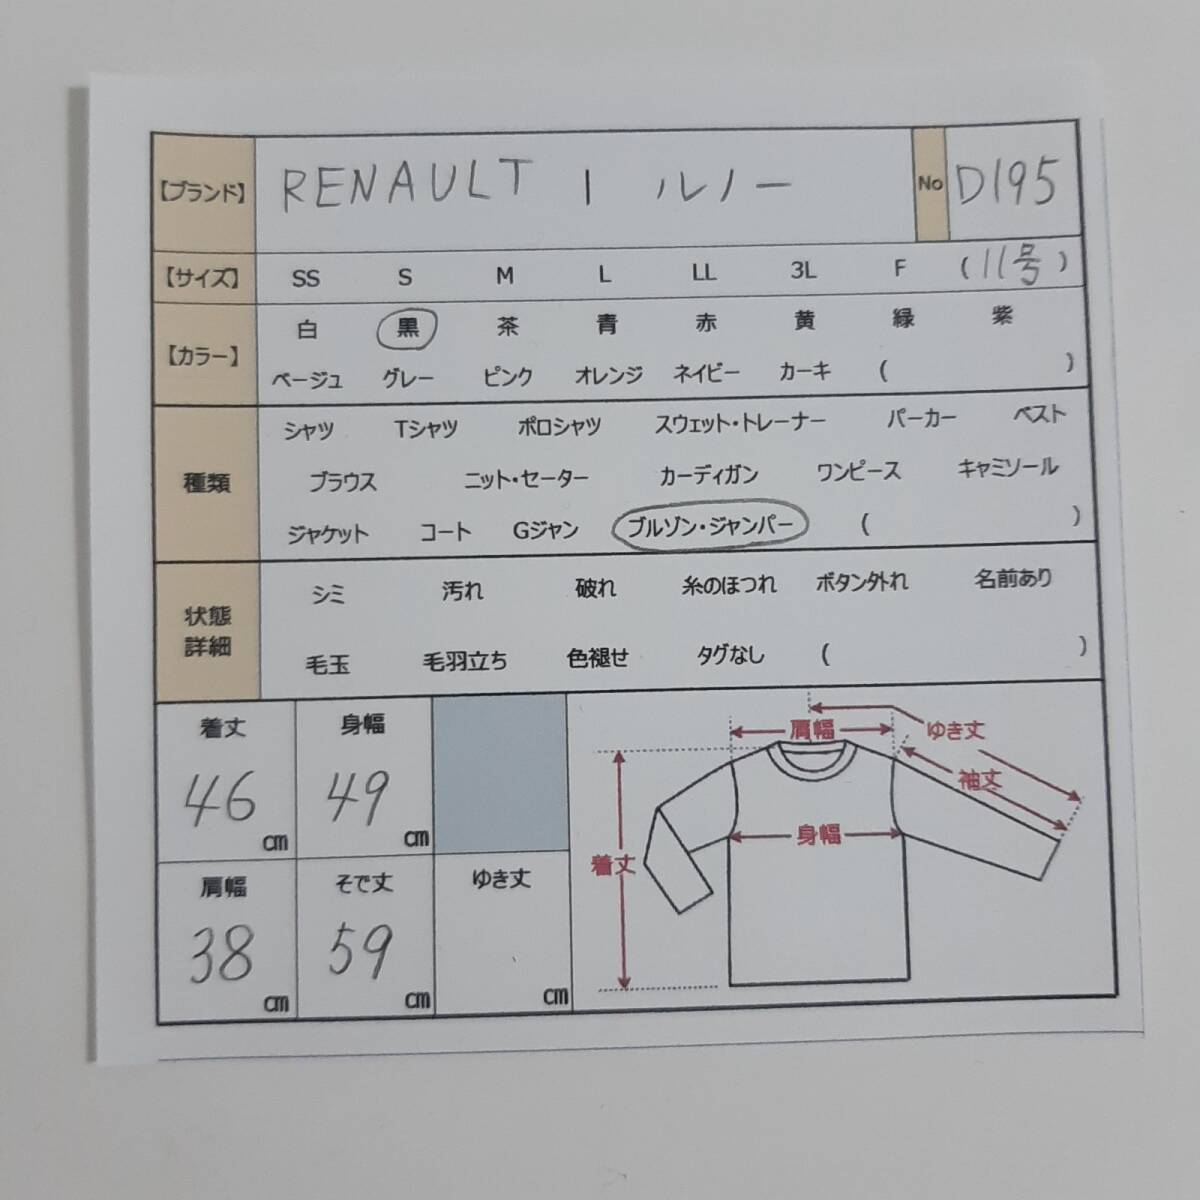 【ブランド】 RENAULT 1 ルノー No D195
【サイズ】 SS S M L LL 3L F (11号)
【カラー】 白 黒 茶 青 赤 黄 緑 紫
ベージュ グレー ピンク オレンジ ネイビー カーキ ( )
種類 シャツ Tシャツ ポロシャツ スウェット・トレーナー パーカー ベスト
ブラウス ニット・セーター カーディガン ワンピース キャミソール
ジャケット コート Gジャン ブルゾン・ジャンパー ( )
状態
詳細
シミ 汚れ 破れ 糸のほつれ ボタン外れ 名前あり
毛玉 毛羽立ち 色褪せ タグなし ( )
着丈 身幅
46 cm 49 cm
肩幅 そで丈 ゆき丈
38 cm 59 cm cm
肩幅
ゆき丈
袖丈
身幅
着丈